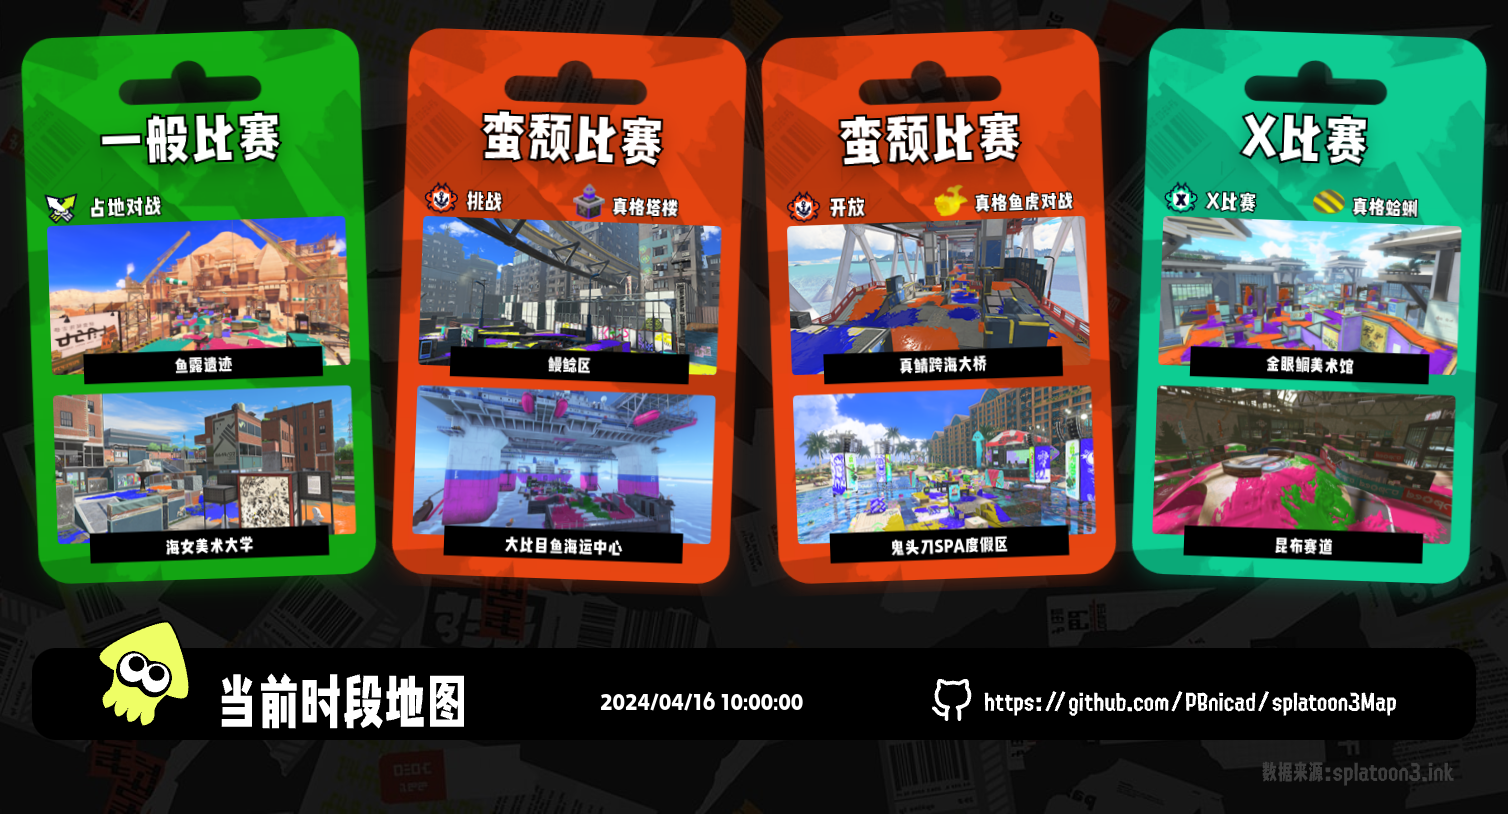 一般比赛
占地对战
鱼露遗迹
海女美术大学
蛮颓比赛
挑战
真格塔楼
鳗鲶区
大比目鱼海运中心
蛮颓比赛
开放
真格鱼虎对战
真鲭跨海大桥
鬼头刀SPA度假区
X比赛
X比赛
真格蛤蜊
金眼鲷美术馆
昆布赛道
当前时段地图
2024/04/16 10:00:00
https://github.com/PBnicad/splatoon3Map
数据来源:splatoon3.ink